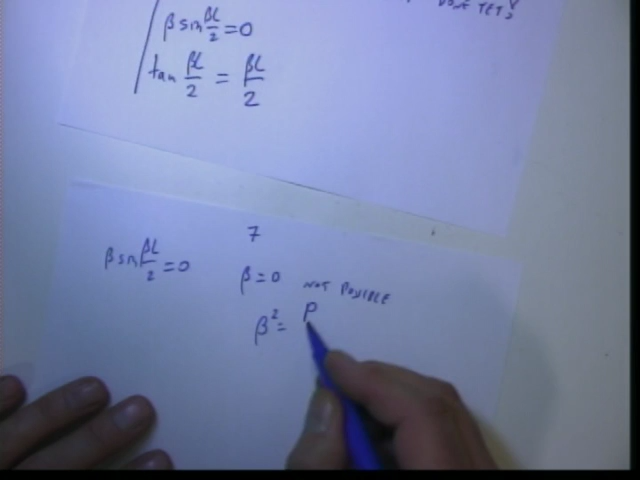 β sin βL/2 = 0
tan βL/2 = βL/2
7
β sin βL/2 = 0
β = 0 NOT POSSIBLE
β² = P